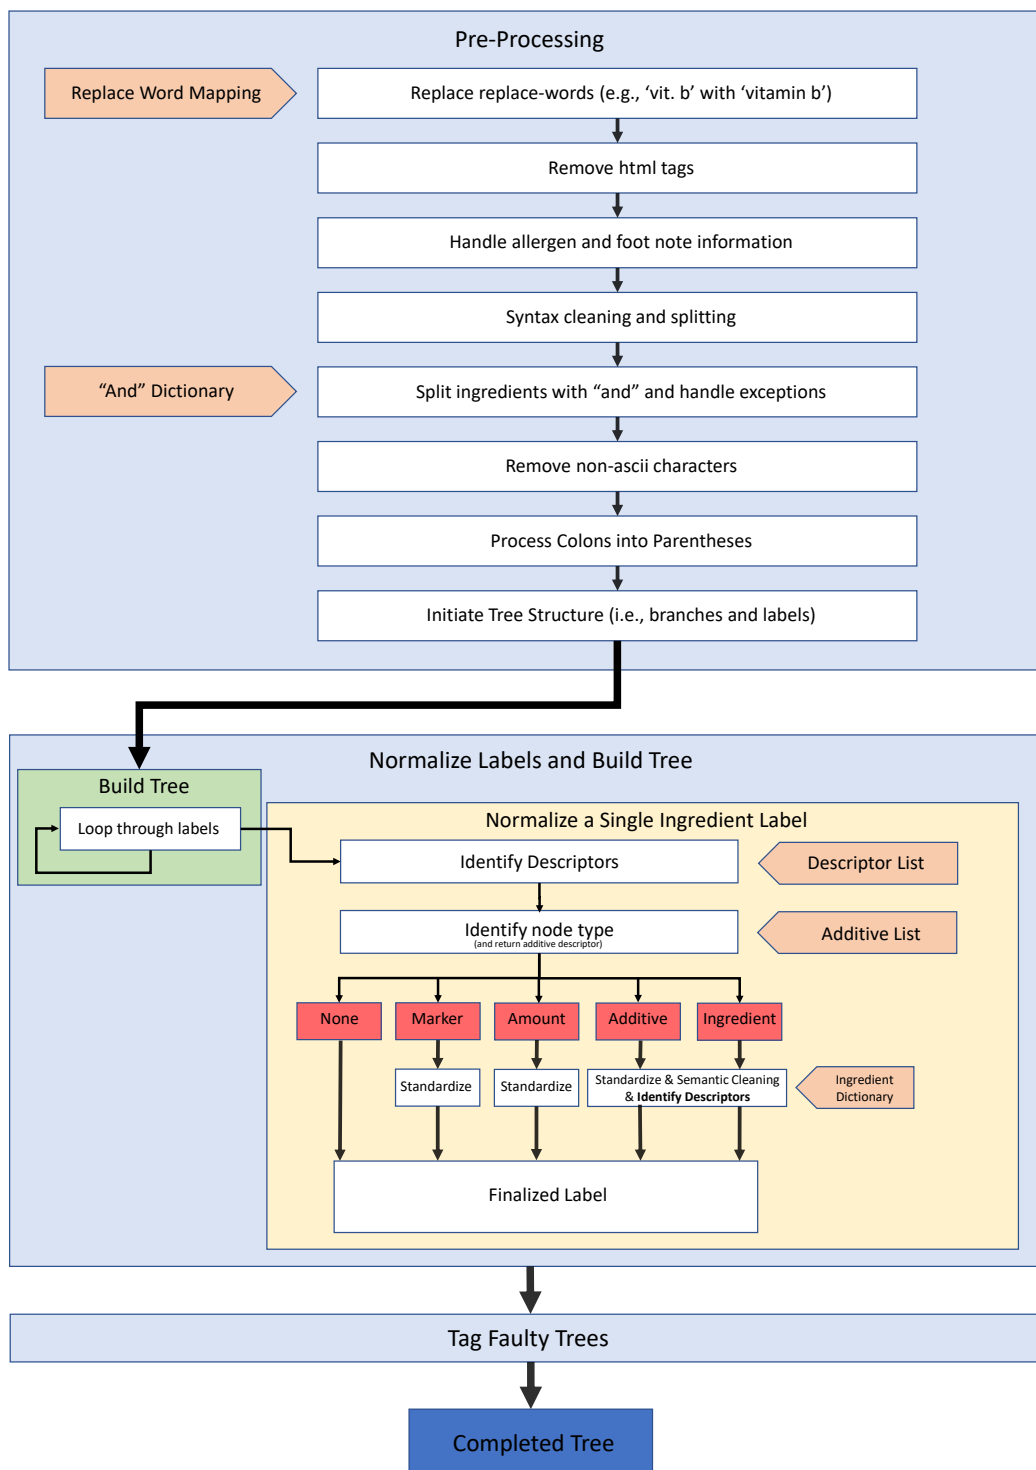 Pre-Processing
Replace Word Mapping
Replace replace-words (e.g., ‘vit. b’ with ‘vitamin b’)
Remove html tags
Handle allergen and foot note information
Syntax cleaning and splitting
“And” Dictionary
Split ingredients with “and” and handle exceptions
Remove non-ascii characters
Process Colons into Parentheses
Initiate Tree Structure (i.e., branches and labels)
Normalize Labels and Build Tree
Build Tree
Loop through labels
Normalize a Single Ingredient Label
Identify Descriptors
Descriptor List
Identify node type
(and return additive descriptor)
Additive List
None
Marker
Amount
Additive
Ingredient
Standardize
Standardize
Standardize & Semantic Cleaning
& Identify Descriptors
Ingredient
Dictionary
Finalized Label
Tag Faulty Trees
Completed Tree